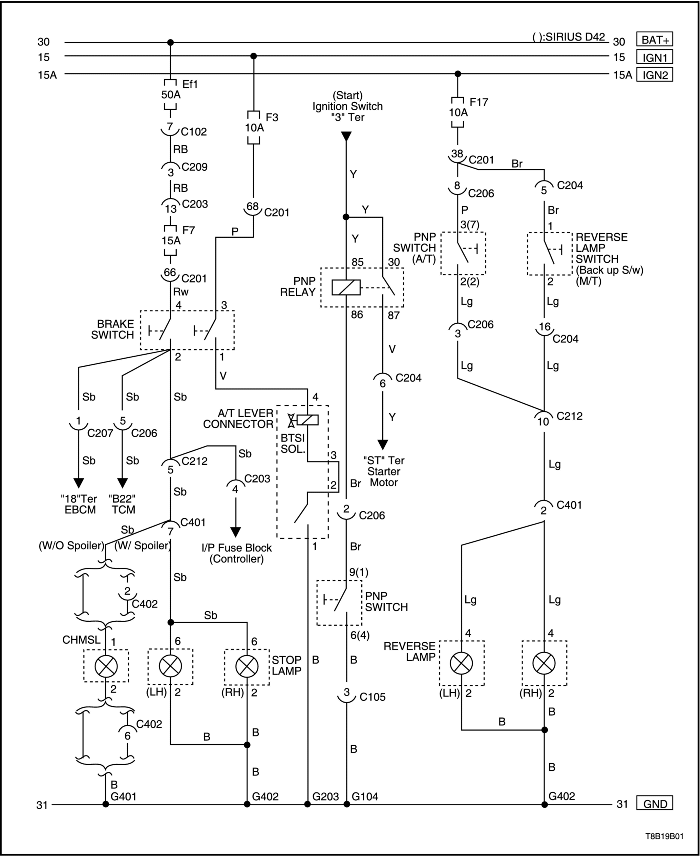 ( ):SIRIUS D42
30 30 BAT+
15 IGN1
15A 15A IGN2
Ef1
50A
7 C102
RB
3 C209
RB
13 C203
F7
15A
66 C201
Rw
F3
10A
68 C201
P
(Start)
Ignition Switch
"3" Ter
Y
Y
Y
F17
10A
38 C201
Br
8 C206
5 C204
P
Br
3(7)
1
PNP
SWITCH
(A/T)
REVERSE
LAMP
SWITCH
(Back up S/w)
(M/T)
2(2)
2
Lg
Lg
3 C206
16 C204
Lg
Lg
10 C212
Lg
2 C401
Lg
Lg
85 30
PNP
RELAY
86 87
V
6 C204
Y
"ST" Ter
Starter
Motor
BRAKE
SWITCH
4 3
2 1
V
Sb Sb Sb
1 C207
5 C206
Sb Sb
"18"Ter
EBCM
"B22"
TCM
5 C212
Sb
4 C203
Sb
I/P Fuse Block
(Controller)
7 C401
Sb
(W/O Spoiler) (W/ Spoiler)
Sb
2 C402
A/T LEVER
CONNECTOR
4
BTSI
SOL.
3
2
1
Br
2 C206
Br
9(1)
PNP
SWITCH
6(4)
B
B
3 C105
B
Sb
CHMSL 1
2
6 6
STOP
LAMP
(LH) 2 (RH) 2
B
B
B
C402
6
B
REVERSE
LAMP
4 4
(LH) 2 (RH) 2
B
B
B
31 G401 G402 G203 G104 G402 31 GND
T8B19B01